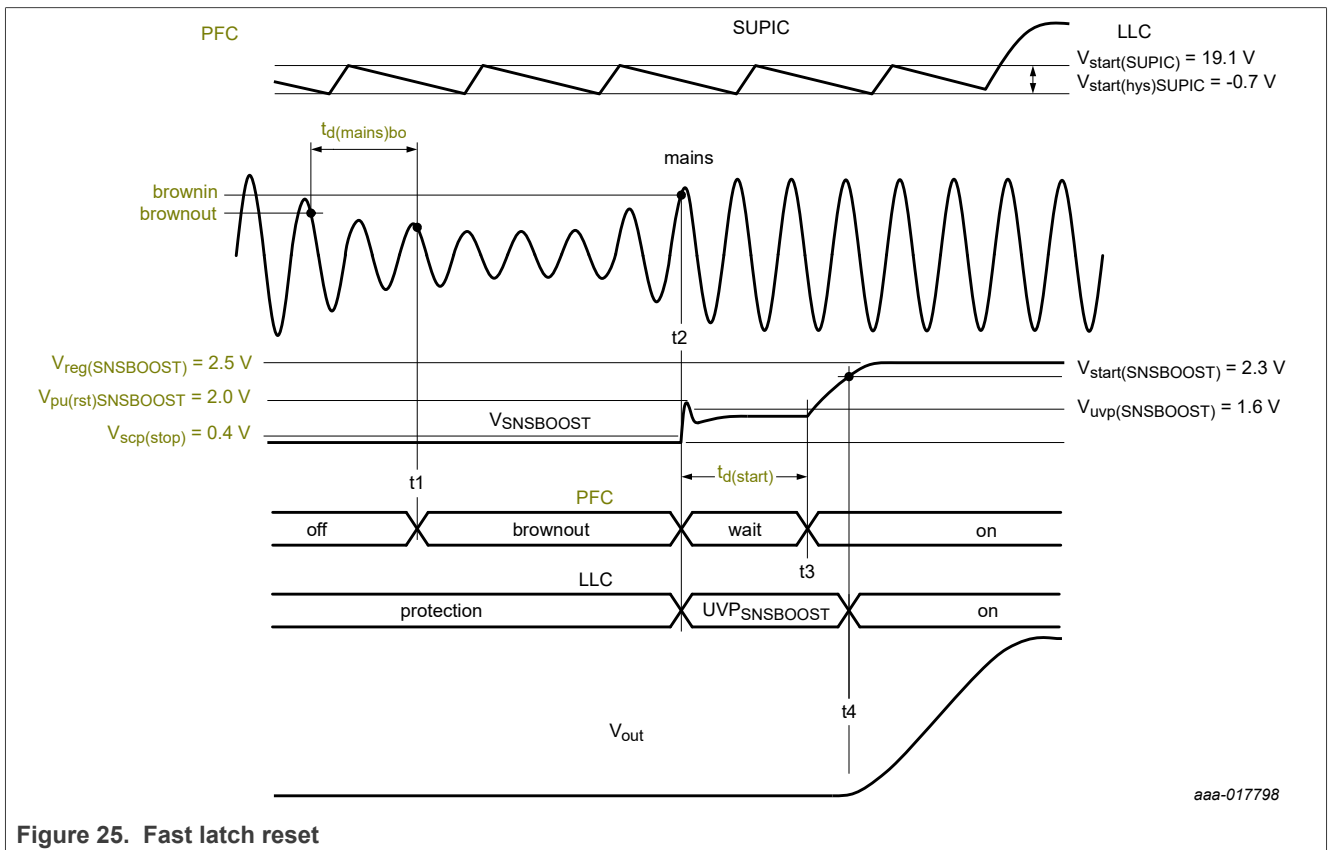 PFC
SUPIC
LLC
Vstart(SUPIC) = 19.1 V
Vstart(hys)SUPIC = -0.7 V
td(mains)bo
mains
brownin
brownout
t2
Vreg(SNSBOOST) = 2.5 V
Vstart(SNSBOOST) = 2.3 V
Vpu(rst)SNSBOOST = 2.0 V
Vuvp(SNSBOOST) = 1.6 V
VSNSBOOST
Vscp(stop) = 0.4 V
td(start)
t1
PFC
off
brownout
wait
on
t3
LLC
protection
UVPSNSBOOST
on
t4
Vout
aaa-017798
Figure 25. Fast latch reset